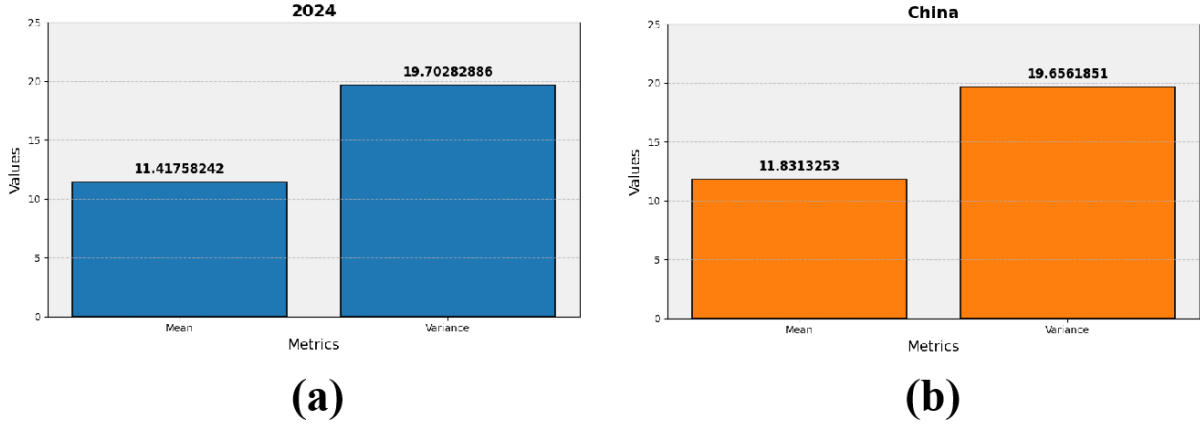 2024
25
20
15
10
5
0
Values
19.70282886
11.41758242
Mean
Variance
Metrics
(a)
China
25
20
15
10
5
0
Values
19.6561851
11.8313253
Mean
Variance
Metrics
(b)